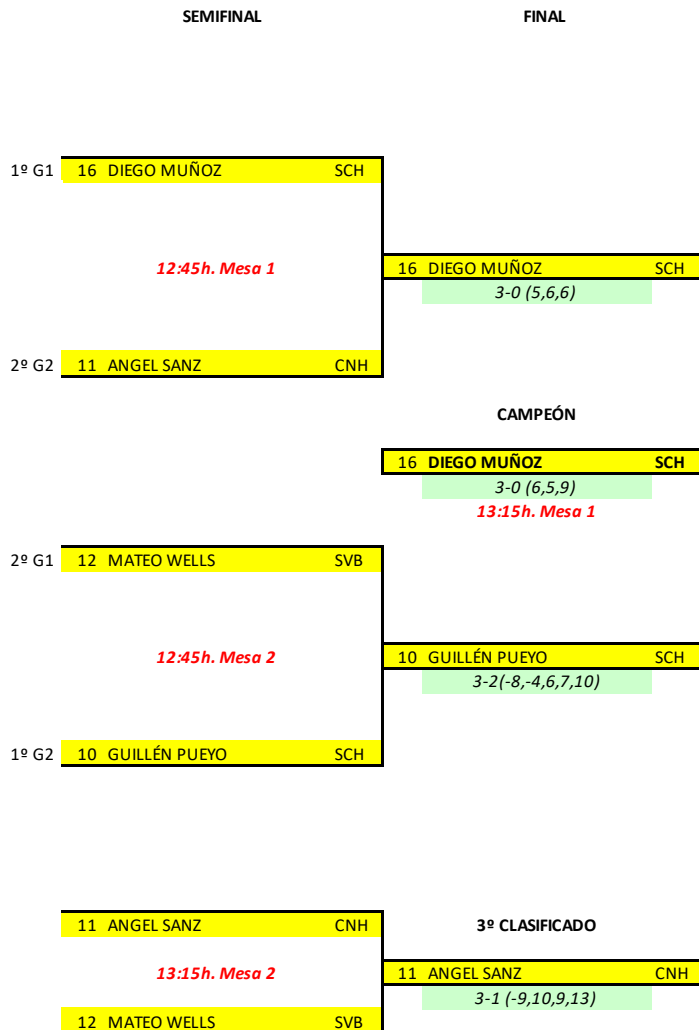 SEMIFINAL FINAL
1º G1 16 DIEGO MUÑOZ SCH
12:45h. Mesa 1 16 DIEGO MUÑOZ SCH
3-0 (5,6,6)
2º G2 11 ANGEL SANZ CNH
CAMPEÓN
16 DIEGO MUÑOZ SCH
3-0 (6,5,9)
13:15h. Mesa 1
2º G1 12 MATEO WELLS SVB
12:45h. Mesa 2 10 GUILLÉN PUEYO SCH
3-2(-8,-4,6,7,10)
1º G2 10 GUILLÉN PUEYO SCH
11 ANGEL SANZ CNH 3º CLASIFICADO
13:15h. Mesa 2 11 ANGEL SANZ CNH
3-1 (-9,10,9,13)
12 MATEO WELLS SVB